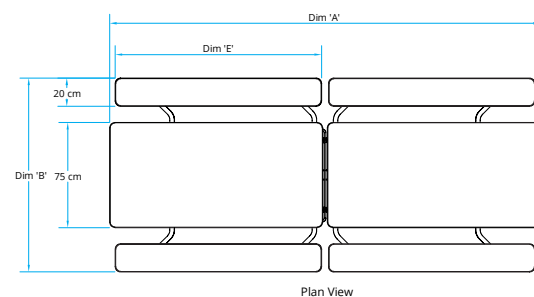 Dim 'A'
Dim 'E'
20 cm
Dim 'B'
75 cm
Plan View